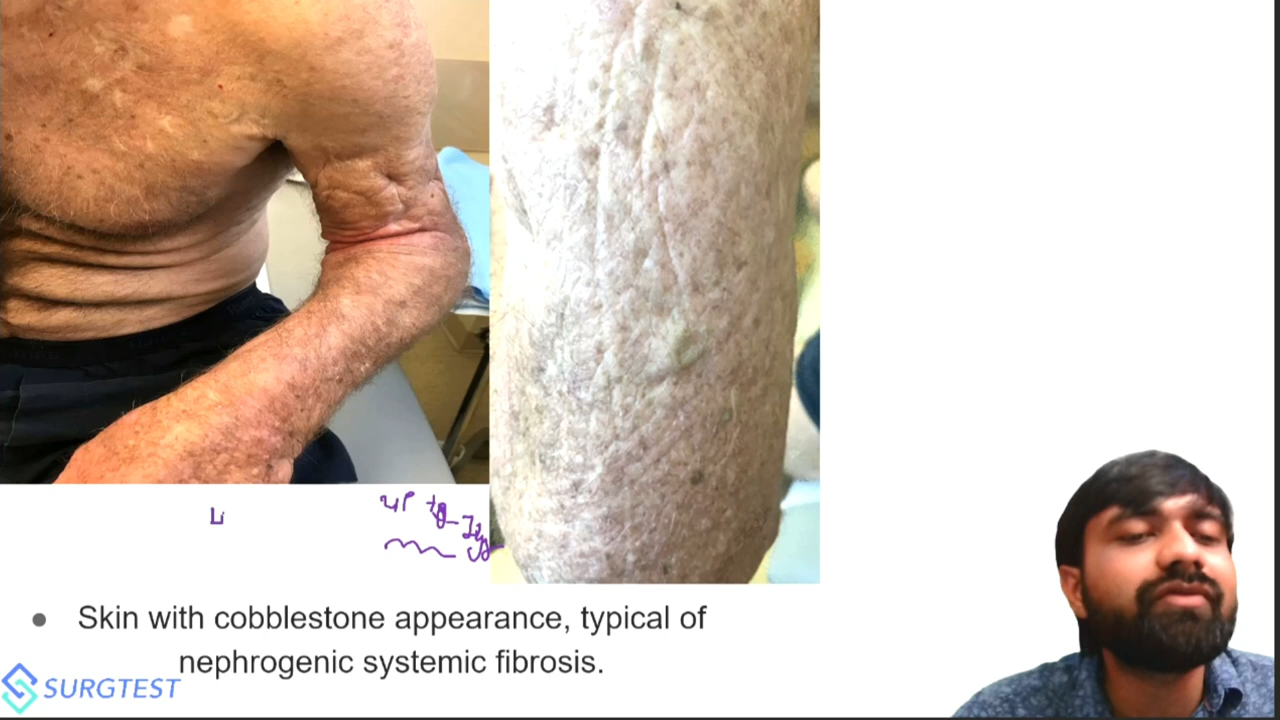 Skin with cobblestone appearance, typical of
nephrogenic systemic fibrosis.
SURGTEST